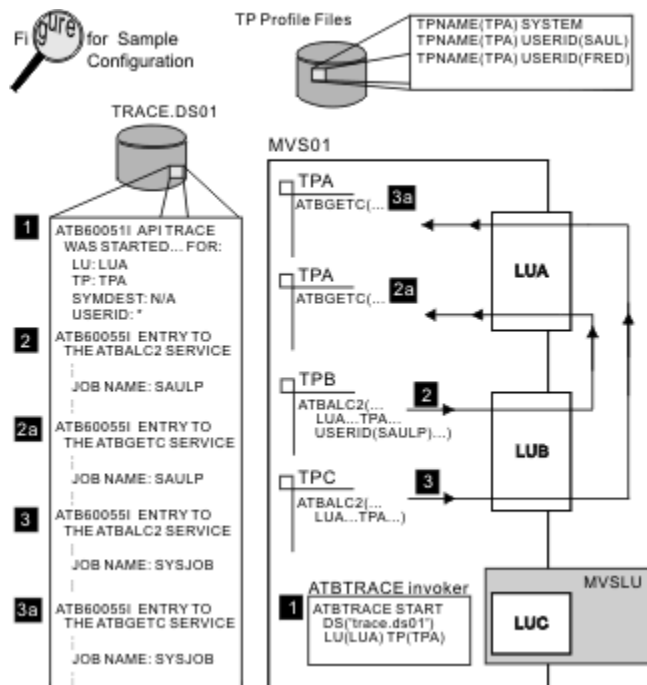 Figure for Sample
Configuration
TP Profile Files
TPNAME(TPA) SYSTEM
TPNAME(TPA) USERID(SAUL)
TPNAME(TPA) USERID(FRED)
TRACE.DS01
1
ATB60051I API TRACE
WAS STARTED... FOR:
LU: LUA
TP: TPA
SYMDEST: N/A
USERID: *
2
ATB60055I ENTRY TO
THE ATBALC2 SERVICE
JOB NAME: SAULP
2a
ATB60055I ENTRY TO
THE ATBGETC SERVICE
JOB NAME: SAULP
3
ATB60055I ENTRY TO
THE ATBALC2 SERVICE
JOB NAME: SYSJOB
3a
ATB60055I ENTRY TO
THE ATBGETC SERVICE
JOB NAME: SYSJOB
MVS01
TPA
ATBGETC(... 3a
TPA
ATBGETC(... 2a
LUA
TPB
ATBALC2(... 2
LUA...TPA...
USERID(SAULP)...)
LUB
TPC
ATBALC2(... 3
LUA...TPA...)
ATBTRACE invoker
1
ATBTRACE START
DS("trace.ds01")
LU(LUA) TP(TPA)
MVSLU
LUC